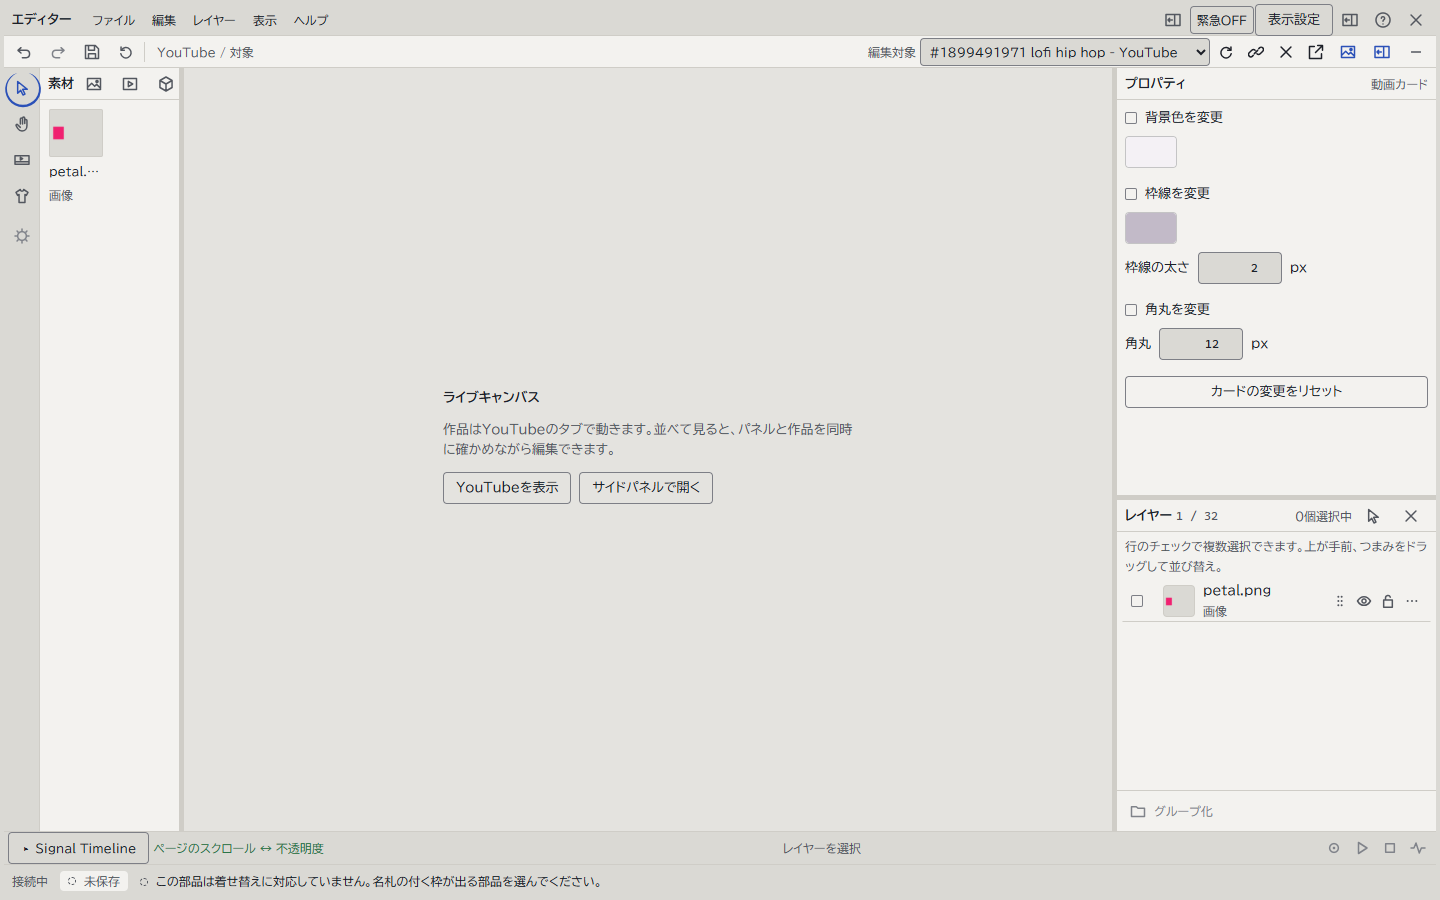 エディター ファイル 編集 レイヤー 表示 ヘルプ 緊急OFF 表示設定
YouTube / 対象 編集対象 #1899491971 lofi hip hop - YouTube
素材
petal.…
画像
ライブキャンバス
作品はYouTubeのタブで動きます。並べて見ると、パネルと作品を同時
に確かめながら編集できます。
YouTubeを表示 サイドパネルで開く
プロパティ 動画カード
背景色を変更
枠線を変更
枠線の太さ 2 px
角丸を変更
角丸 12 px
カードの変更をリセット
レイヤー 1 / 32 0個選択中
行のチェックで複数選択できます。上が手前、つまみをドラ
ッグして並び替え。
petal.png
画像
グループ化
▸ Signal Timeline ページのスクロール ↔ 不透明度 レイヤーを選択
接続中 未保存 この部品は着せ替えに対応していません。名札の付く枠が出る部品を選んでください。